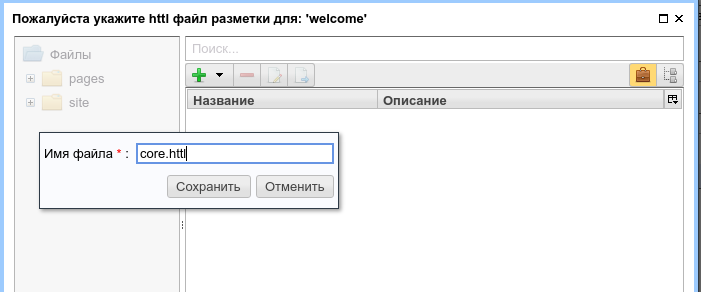 Пожалуйста укажите httl файл разметки для: 'welcome'
Файлы
Поиск...
pages
site
Название Описание
Имя файла * : core.httl
Сохранить Отменить